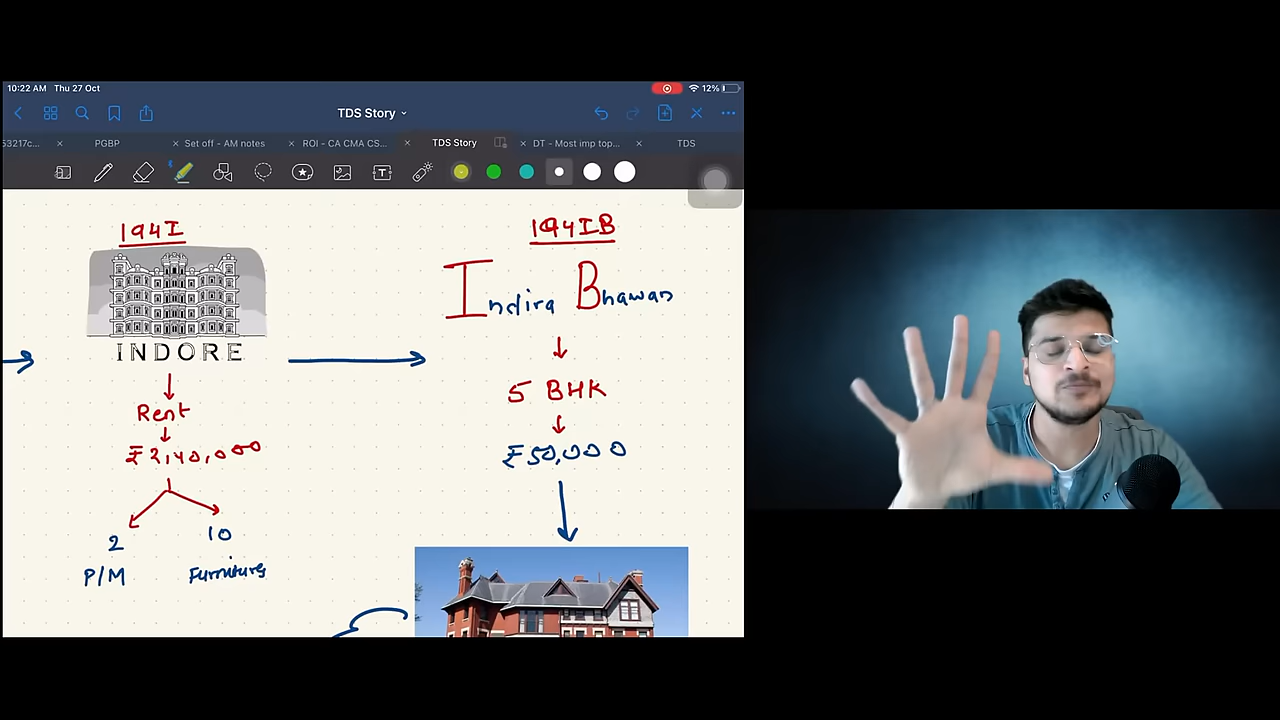 10:22 AM Thu 27 Oct
12%
TDS Story
53217c...
PGBP
Set off - AM notes
ROI - CA CMA CS...
TDS Story
DT - Most imp top...
TDS
194I
INDORE
Rent
₹2,40,000
2
P/M
10
Furnitures
194IB
Indira Bhawan
5 BHK
₹50,000